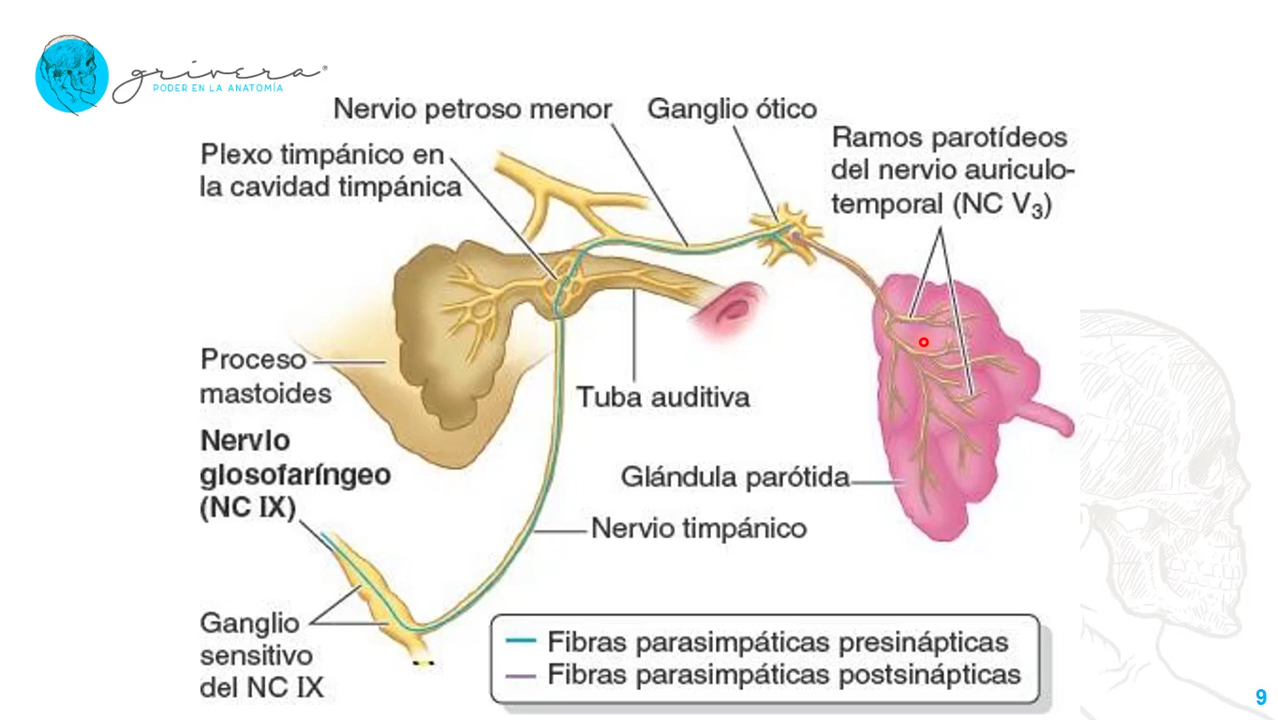 grivera®
PODER EN LA ANATOMÍA
Nervio petroso menor
Ganglio ótico
Ramos parotídeos
del nervio auriculo-
temporal (NC V3)
Plexo timpánico en
la cavidad timpánica
Proceso
mastoides
Tuba auditiva
Nervio
glosofaríngeo
(NC IX)
Glándula parótida
Nervio timpánico
Ganglio
sensitivo
del NC IX
Fibras parasimpáticas presinápticas
Fibras parasimpáticas postsinápticas
9